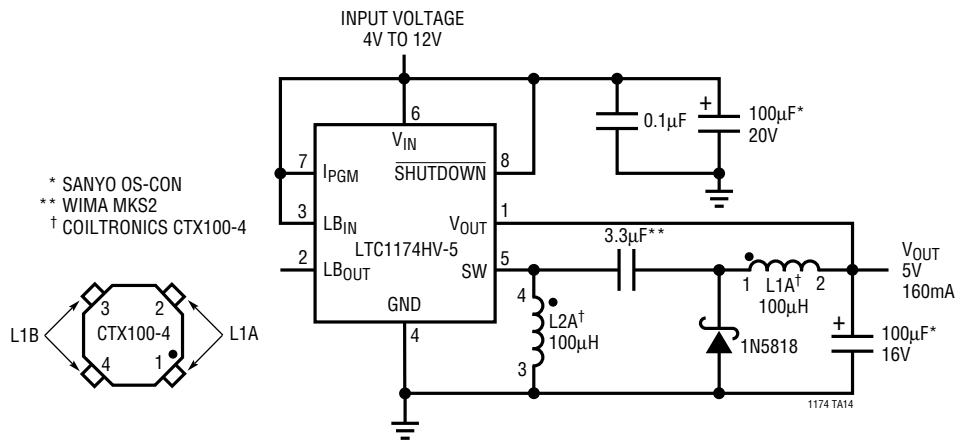 INPUT VOLTAGE
4V TO 12V
6
VIN
7
IPGM
SHUTDOWN
8
0.1µF
+
100µF*
20V
* SANYO OS-CON
** WIMA MKS2
† COILTRONICS CTX100-4
3
LBIN
VOUT
1
LTC1174HV-5
2
LBOUT
SW
5
3.3µF**
GND
4
4
L2A†
100µH
3
1
L1A†
2
100µH
VOUT
5V
160mA
1N5818
+
100µF*
16V
3
2
L1B
CTX100-4
L1A
4
1
1174 TA14